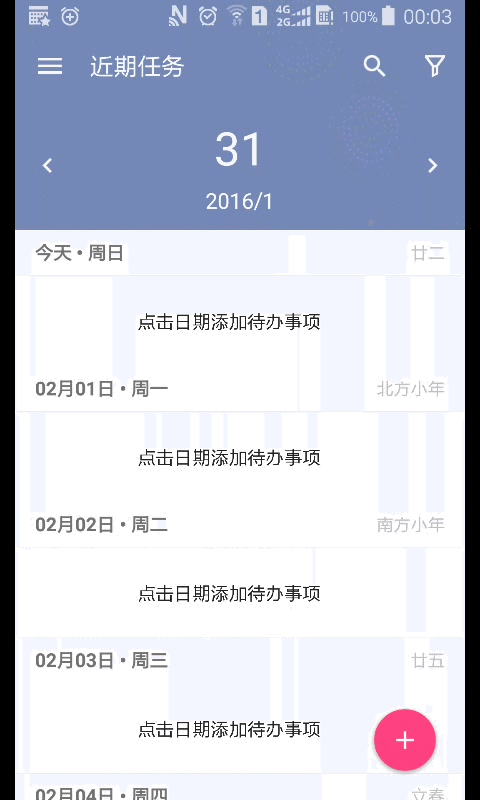 1 4G 2G 100% 00:03
近期任务
31
2016/1
今天 • 周日 廿二
点击日期添加待办事项
02月01日 • 周一 北方小年
点击日期添加待办事项
02月02日 • 周二 南方小年
点击日期添加待办事项
02月03日 • 周三 廿五
点击日期添加待办事项
02月04日 • 周四 立春